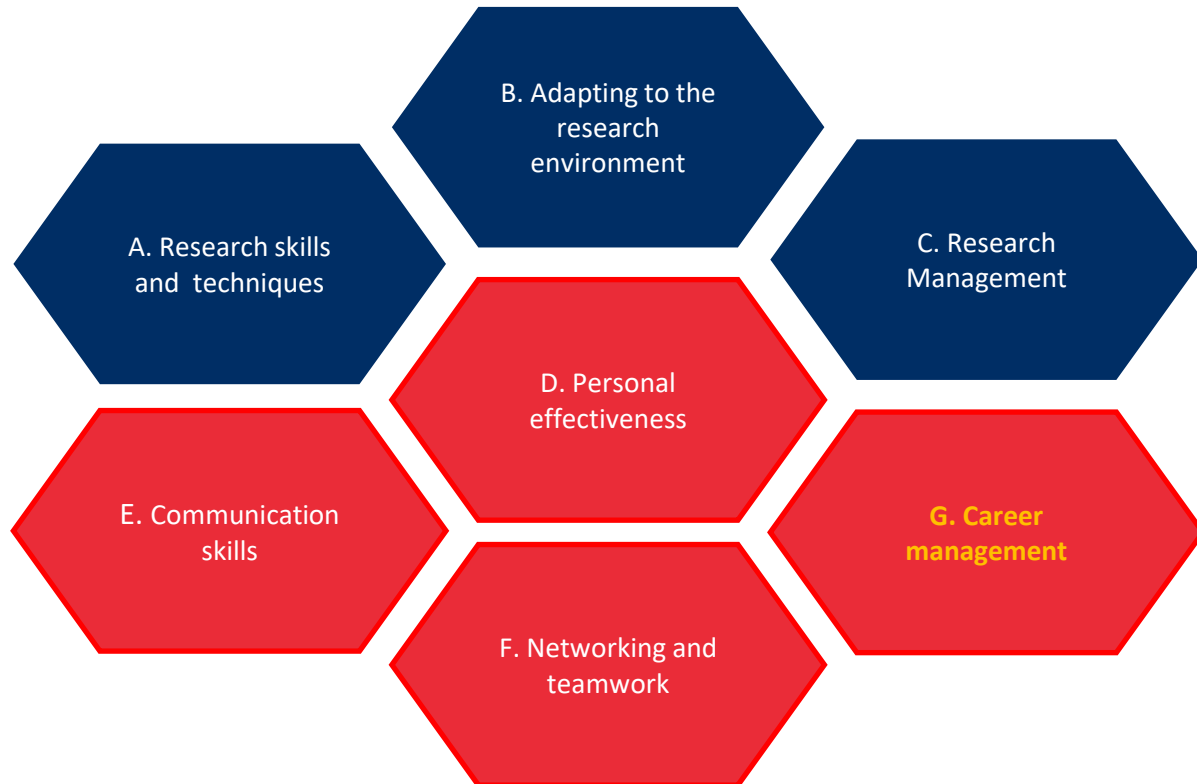 B. Adapting to the
research
environment
A. Research skills
and  techniques
C. Research
Management
D. Personal
effectiveness
E. Communication
skills
G. Career
management
F. Networking and
teamwork